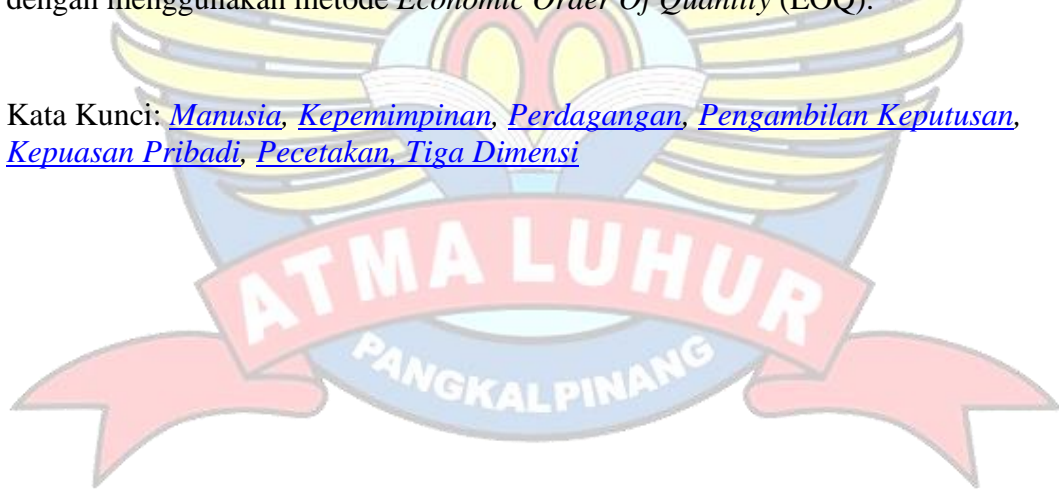 dengan menggunakan metode Economic Order Of Quantity (EOQ).
Kata Kunci: Manusia, Kepemimpinan, Perdagangan, Pengambilan Keputusan,
Kepuasan Pribadi, Pecetakan, Tiga Dimensi
ATMA LUHUR
PANGKALPINANG